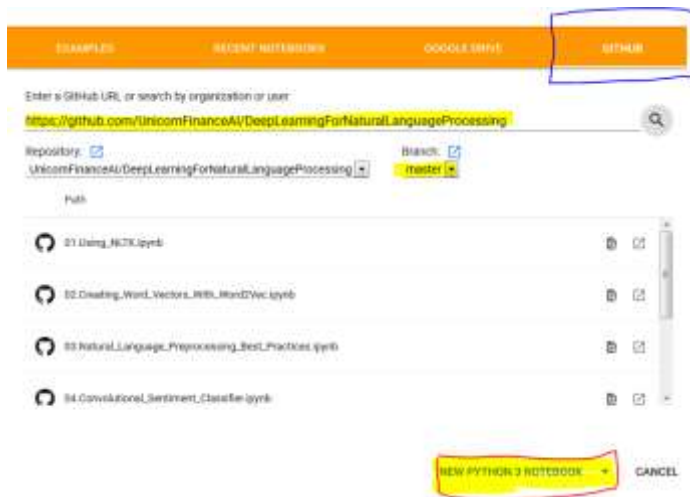 EXAMPLES RECENT NOTEBOOKS GOOGLE DRIVE GITHUB
Enter a GitHub URL or search by organization or user
https://github.com/UnicomFinanceAI/DeepLearningForNaturalLanguageProcessing
Repository: Branch:
UnicomFinanceAI/DeepLearningForNaturalLanguageProcessing master
Path
01.Using_NLTK.ipynb
02.Creating_Word_Vectors_With_Word2Vec.ipynb
03.Natural_Language_Preprocessing_Best_Practices.ipynb
04.Convolutional_Sentiment_Classifier.ipynb
NEW PYTHON 3 NOTEBOOK CANCEL